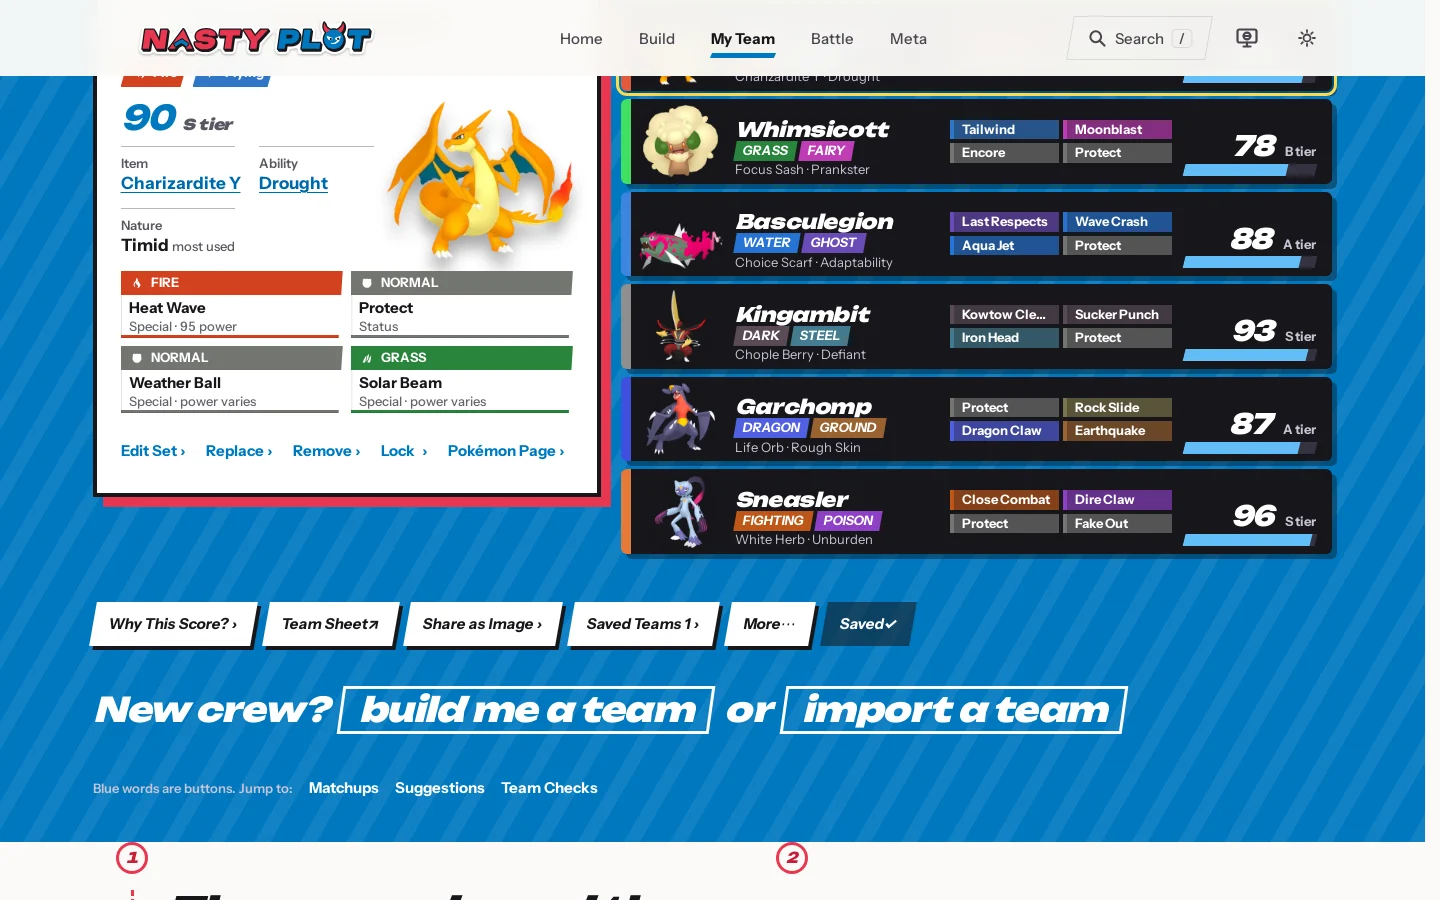 NASTY PLOT
Home
Build
My Team
Battle
Meta
Search /
90 S tier
Item
Charizardite Y
Ability
Drought
Nature
Timid most used
FIRE
Heat Wave
Special · 95 power
NORMAL
Protect
Status
NORMAL
Weather Ball
Special · power varies
GRASS
Solar Beam
Special · power varies
Edit Set ›
Replace ›
Remove ›
Lock ›
Pokémon Page ›
Charizardite Y · Drought
Whimsicott
GRASS FAIRY
Focus Sash · Prankster
Tailwind Moonblast
Encore Protect
78 B tier
Basculegion
WATER GHOST
Choice Scarf · Adaptability
Last Respects Wave Crash
Aqua Jet Protect
88 A tier
Kingambit
DARK STEEL
Chople Berry · Defiant
Kowtow Cle... Sucker Punch
Iron Head Protect
93 S tier
Garchomp
DRAGON GROUND
Life Orb · Rough Skin
Protect Rock Slide
Dragon Claw Earthquake
87 A tier
Sneasler
FIGHTING POISON
White Herb · Unburden
Close Combat Dire Claw
Protect Fake Out
96 S tier
Why This Score? ›
Team Sheet↗
Share as Image ›
Saved Teams 1 ›
More ···
Saved✓
New crew? build me a team or import a team
Blue words are buttons. Jump to: Matchups Suggestions Team Checks
1
2